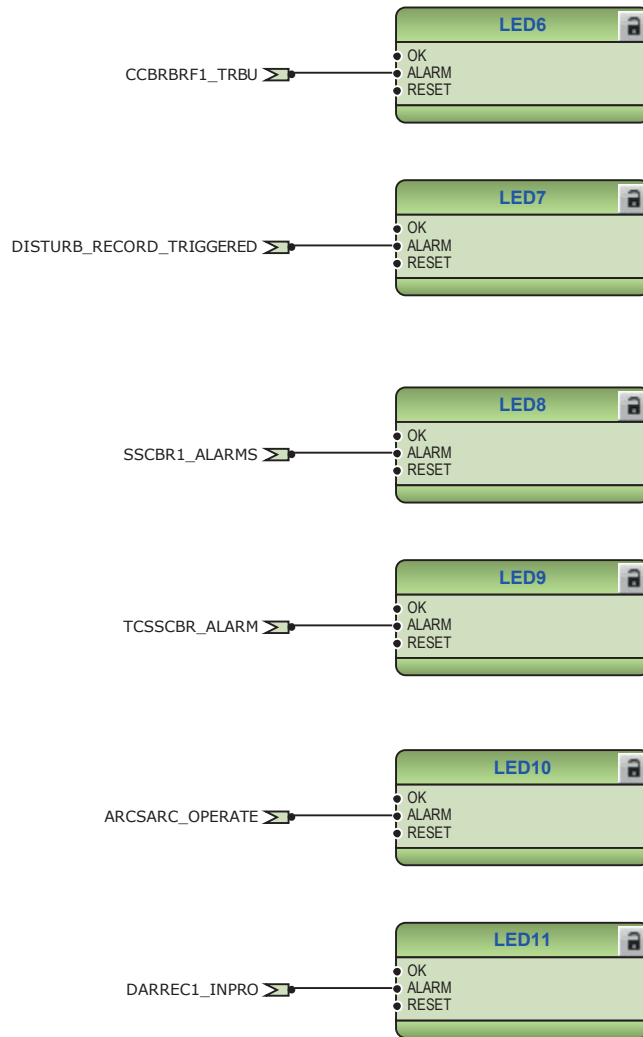 LED6
OK
CCBRBRF1_TRBU
ALARM
RESET
LED7
OK
DISTURB_RECORD_TRIGGERED
ALARM
RESET
LED8
OK
SSCBR1_ALARMS
ALARM
RESET
LED9
OK
TCSSCBR_ALARM
ALARM
RESET
LED10
OK
ARCSARC_OPERATE
ALARM
RESET
LED11
OK
DARREC1_INPRO
ALARM
RESET